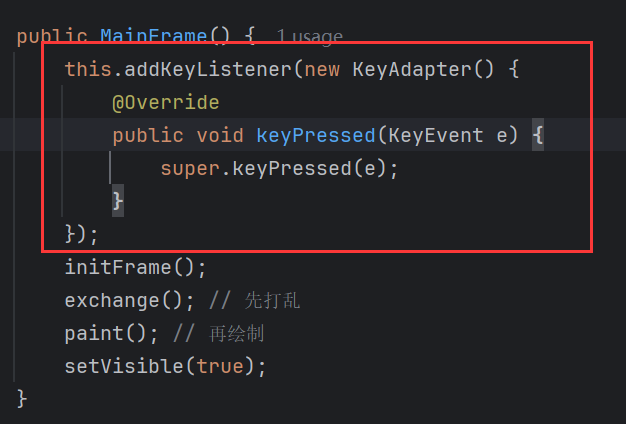 public MainFrame() {  1 usage
this.addKeyListener(new KeyAdapter() {
@Override
public void keyPressed(KeyEvent e) {
super.keyPressed(e);
}
});
initFrame();
exchange(); // 先打乱
paint(); // 再绘制
setVisible(true);
}